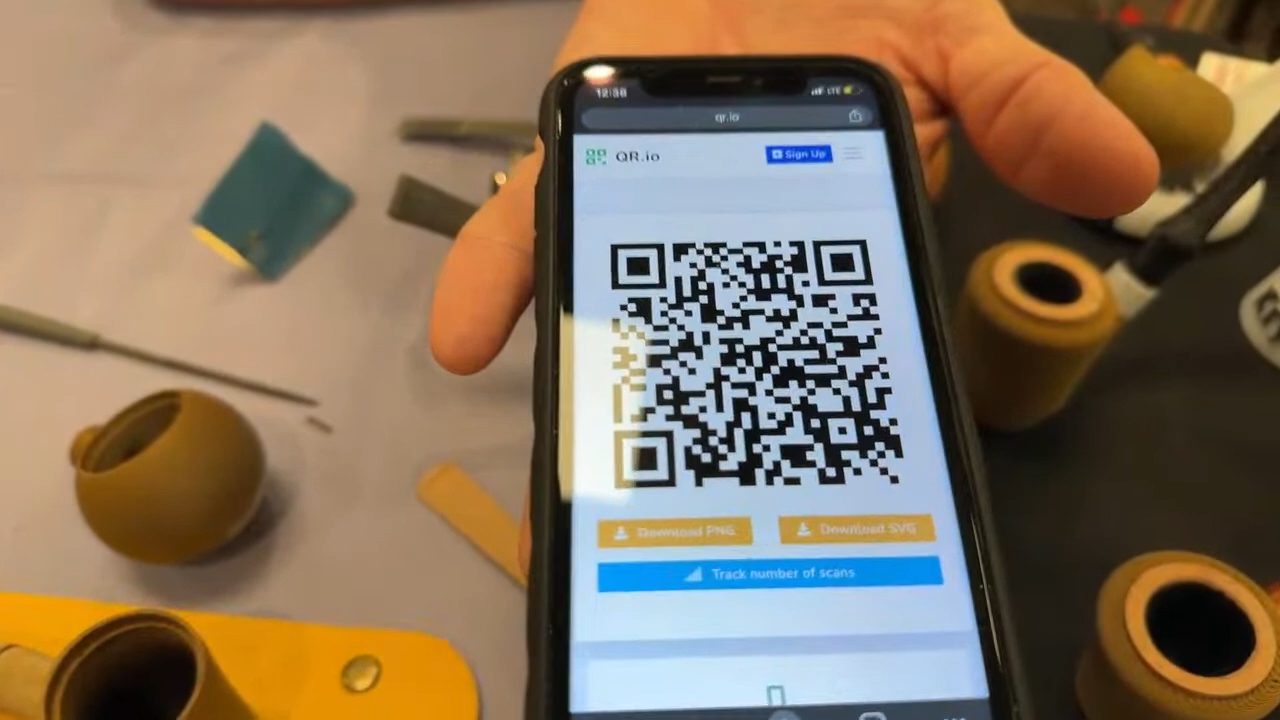 12:38
LTE
qr.io
QR.io
Sign Up
Download PNG
Download SVG
Track number of scans